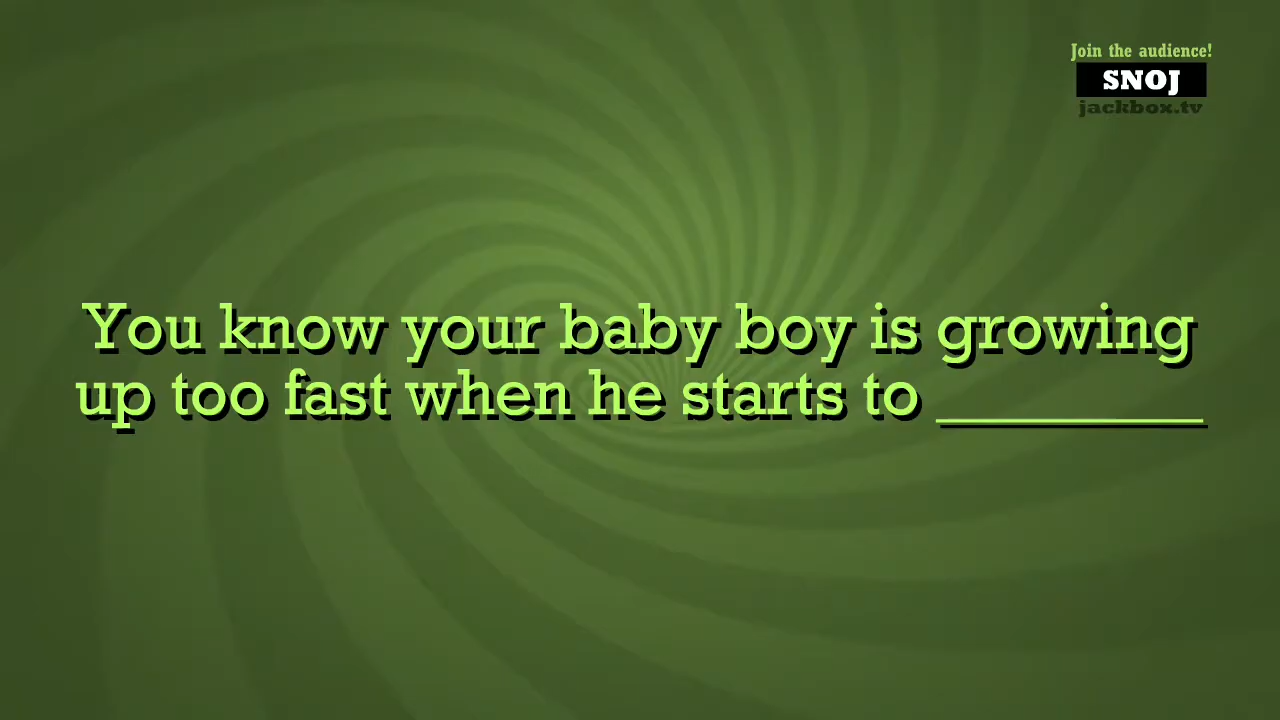 Join the audience!
SNOJ
jackbox.tv
You know your baby boy is growing
up too fast when he starts to __________